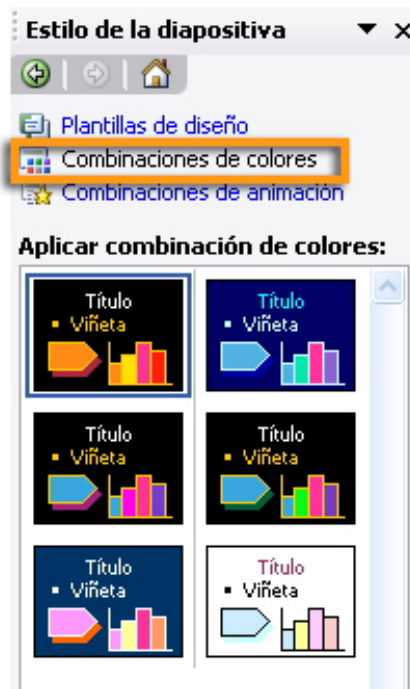 Estilo de la diapositiva
Plantillas de diseño
Combinaciones de colores
Combinaciones de animación
Aplicar combinación de colores:
Título
▪ Viñeta
Título
▪ Viñeta
Título
▪ Viñeta
Título
▪ Viñeta
Título
▪ Viñeta
Título
▪ Viñeta